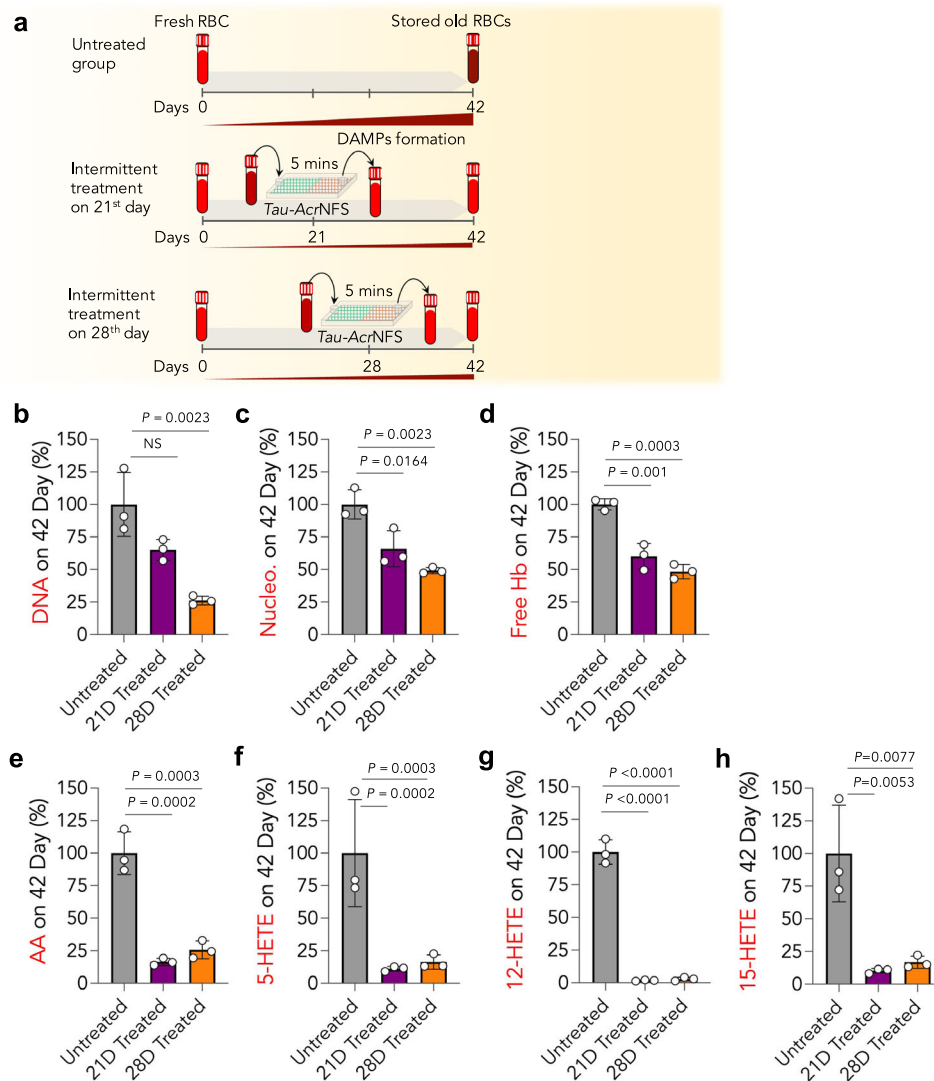 a
Fresh RBC
Stored old RBCs
Untreated
group
Days
0
42
DAMPs formation
Intermittent
treatment
on 21st day
5 mins
Tau-AcrNFS
Days
0
21
42
Intermittent
treatment
on 28th day
5 mins
Tau-AcrNFS
Days
0
28
42
b
DNA on 42 Day (%)
150
125
100
75
50
25
0
P = 0.0023
NS
Untreated
21D Treated
28D Treated
c
Nucleo. on 42 Day (%)
150
125
100
75
50
25
0
P = 0.0023
P = 0.0164
Untreated
21D Treated
28D Treated
d
Free Hb on 42 Day (%)
150
125
100
75
50
25
0
P = 0.0003
P = 0.001
Untreated
21D Treated
28D Treated
e
AA on 42 Day (%)
150
125
100
75
50
25
0
P = 0.0003
P = 0.0002
Untreated
21D Treated
28D Treated
f
5-HETE on 42 Day (%)
150
125
100
75
50
25
0
P = 0.0003
P = 0.0002
Untreated
21D Treated
28D Treated
g
12-HETE on 42 Day (%)
150
125
100
75
50
25
0
P <0.0001
P <0.0001
Untreated
21D Treated
28D Treated
h
15-HETE on 42 Day (%)
150
125
100
75
50
25
0
P=0.0077
P=0.0053
Untreated
21D Treated
28D Treated